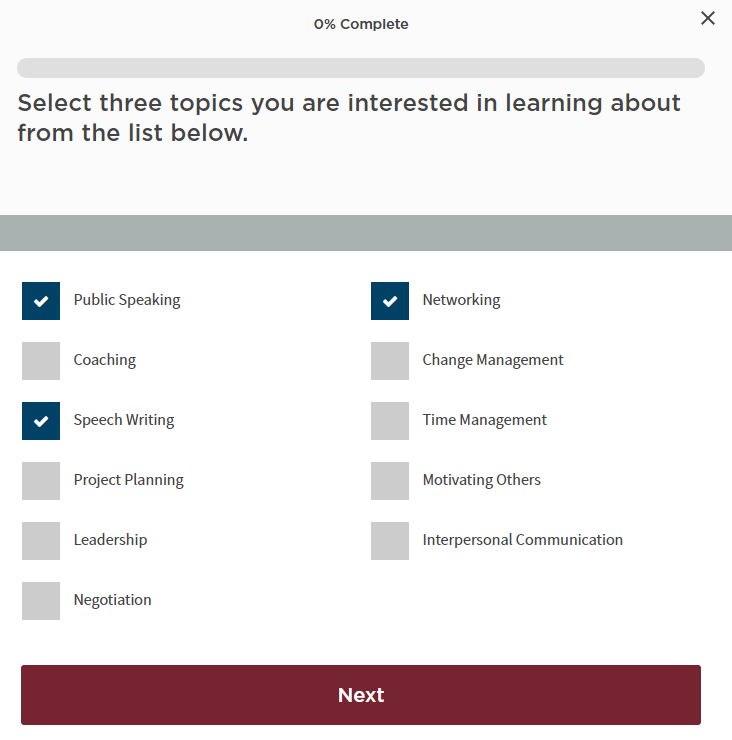 0% Complete
Select three topics you are interested in learning about
from the list below.
Public Speaking
Networking
Coaching
Change Management
Speech Writing
Time Management
Project Planning
Motivating Others
Leadership
Interpersonal Communication
Negotiation
Next